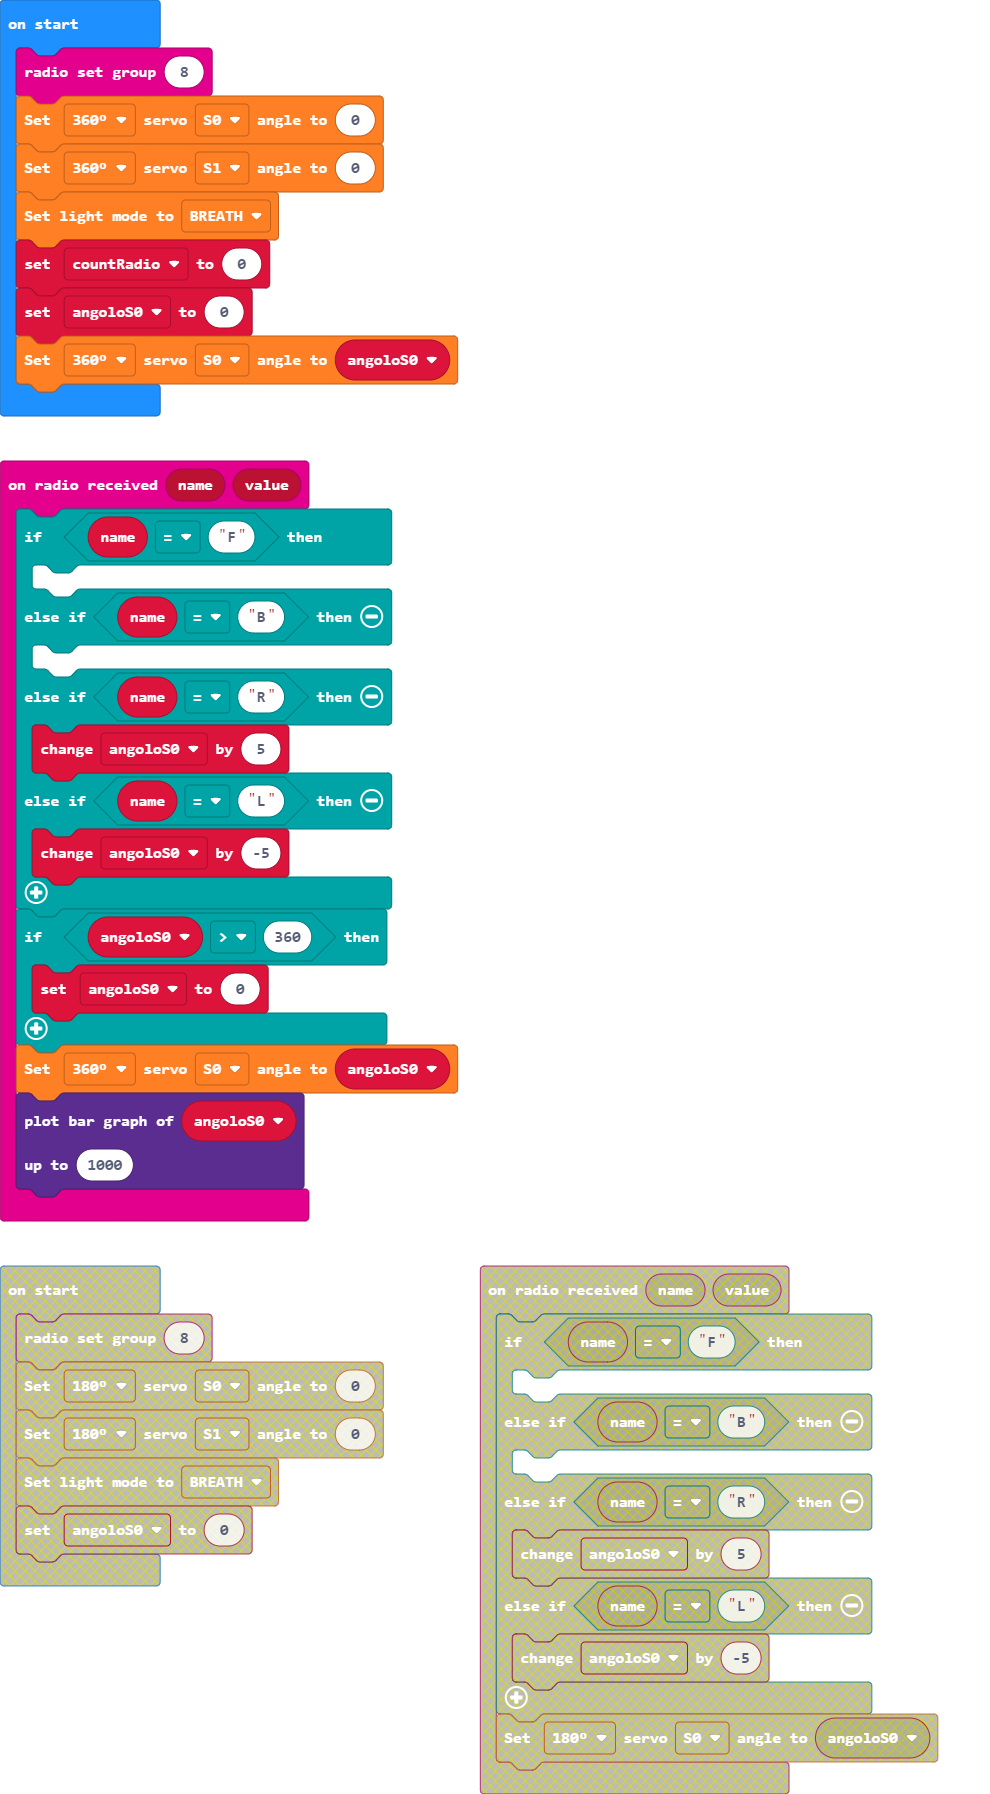 on start
radio set group 8
Set 360º servo S0 angle to 0
Set 360º servo S1 angle to 0
Set light mode to BREATH
set countRadio to 0
set angoloS0 to 0
Set 360º servo S0 angle to angoloS0
on radio received name value
if name = "F" then
else if name = "B" then
else if name = "R" then
change angoloS0 by 5
else if name = "L" then
change angoloS0 by -5
if angoloS0 > 360 then
set angoloS0 to 0
Set 360º servo S0 angle to angoloS0
plot bar graph of angoloS0
up to 1000
on start
radio set group 8
Set 180º servo S0 angle to 0
Set 180º servo S1 angle to 0
Set light mode to BREATH
set angoloS0 to 0
on radio received name value
if name = "F" then
else if name = "B" then
else if name = "R" then
change angoloS0 by 5
else if name = "L" then
change angoloS0 by -5
Set 180º servo S0 angle to angoloS0